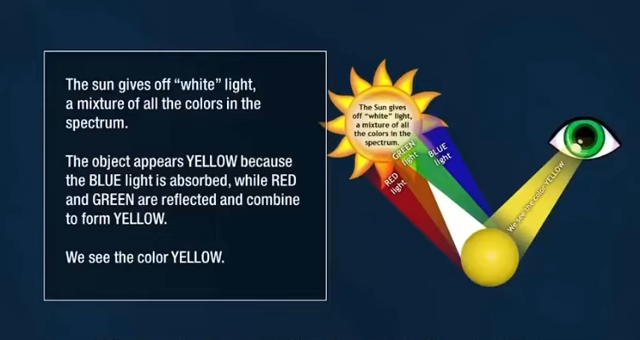 The sun gives off “white” light,
a mixture of all the colors in the
spectrum.
The object appears YELLOW because
the BLUE light is absorbed, while RED
and GREEN are reflected and combine
to form YELLOW.
We see the color YELLOW.
The Sun gives
off “white” light,
a mixture of all
the colors in the
spectrum.
RED
light
GREEN
light
BLUE
light
We see the color YELLOW